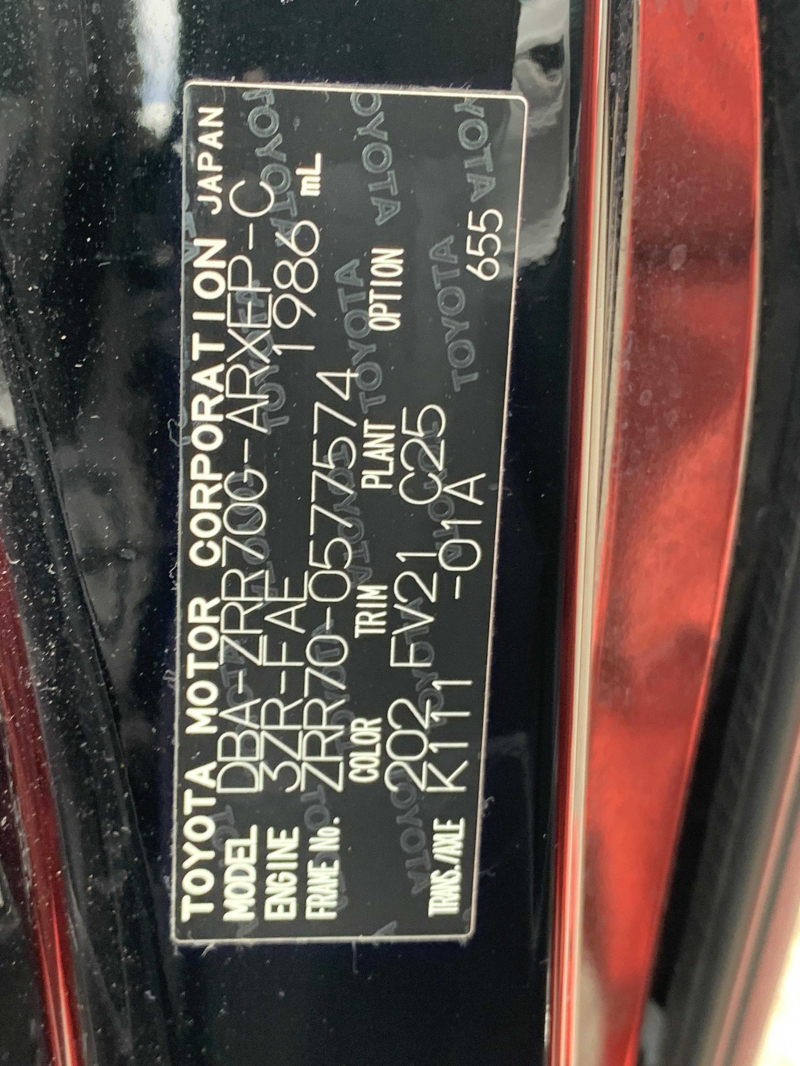 TOYOTA MOTOR CORPORATION JAPAN
MODEL DBA-ZRR70G-ARXEP-C
ENGINE 3ZR-FAE 1986 mL
FRAME No. ZRR70-0577574
COLOR TRIM PLANT OPTION
202 FV21 C25
TRANS./AXLE K111 -01A 655